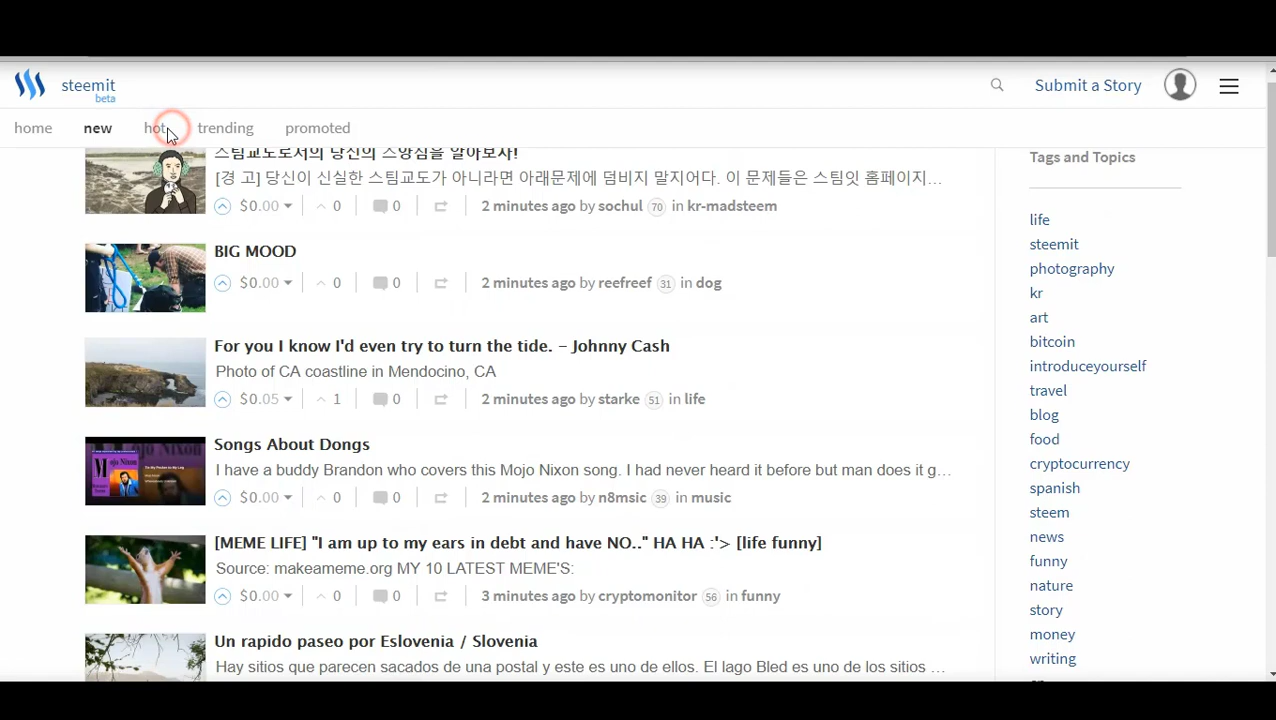 steemit
beta
Submit a Story
home new hot trending promoted
스팀교도로서의 당신의 스양심을 알아보자!
[경 고] 당신이 신실한 스팀교도가 아니라면 아래문제에 덤비지 말지어다. 이 문제들은 스팀잇 홈페이지...
$0.00 0 0 2 minutes ago by sochul 70 in kr-madsteem
BIG MOOD
$0.00 0 0 2 minutes ago by reefreef 31 in dog
For you I know I'd even try to turn the tide. – Johnny Cash
Photo of CA coastline in Mendocino, CA
$0.05 1 0 2 minutes ago by starke 51 in life
Songs About Dongs
I have a buddy Brandon who covers this Mojo Nixon song. I had never heard it before but man does it g...
$0.00 0 0 2 minutes ago by n8msic 39 in music
[MEME LIFE] "I am up to my ears in debt and have NO.." HA HA :'> [life funny]
Source: makeameme.org MY 10 LATEST MEME'S:
$0.00 0 0 3 minutes ago by cryptomonitor 56 in funny
Un rapido paseo por Eslovenia / Slovenia
Hay sitios que parecen sacados de una postal y este es uno de ellos. El lago Bled es uno de los sitios ...
Tags and Topics
life
steemit
photography
kr
art
bitcoin
introduceyourself
travel
blog
food
cryptocurrency
spanish
steem
news
funny
nature
story
money
writing